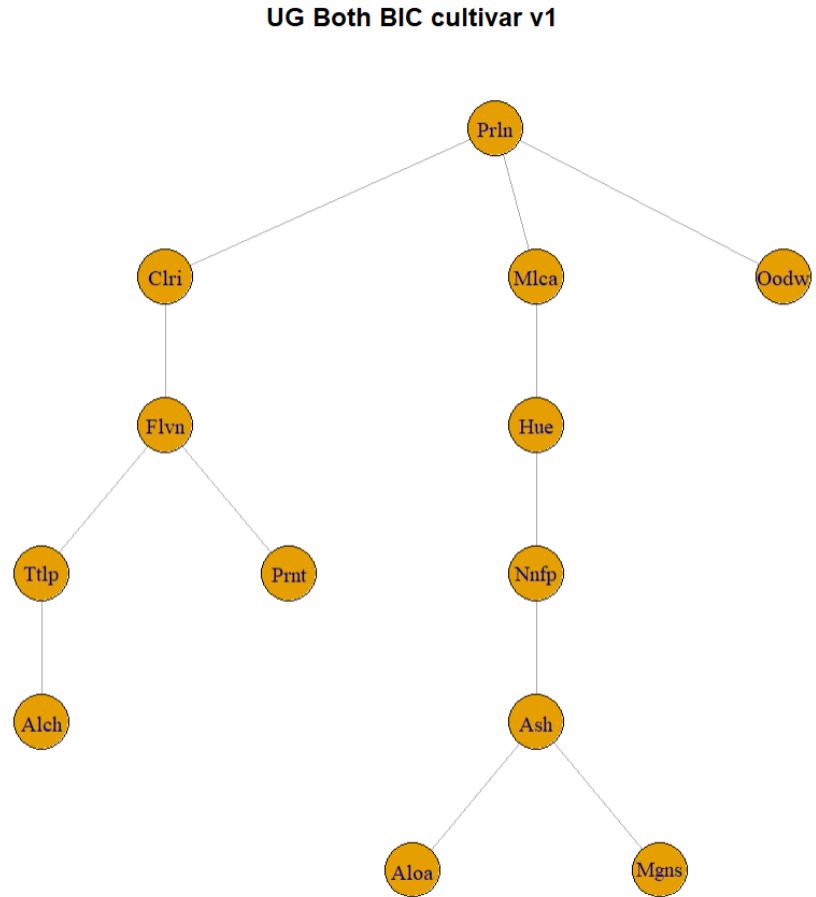 UG Both BIC cultivar v1
Prln
Clri
Mlca
Oodw
Flvn
Hue
Ttlp
Prnt
Nnfp
Alch
Ash
Aloa
Mgns